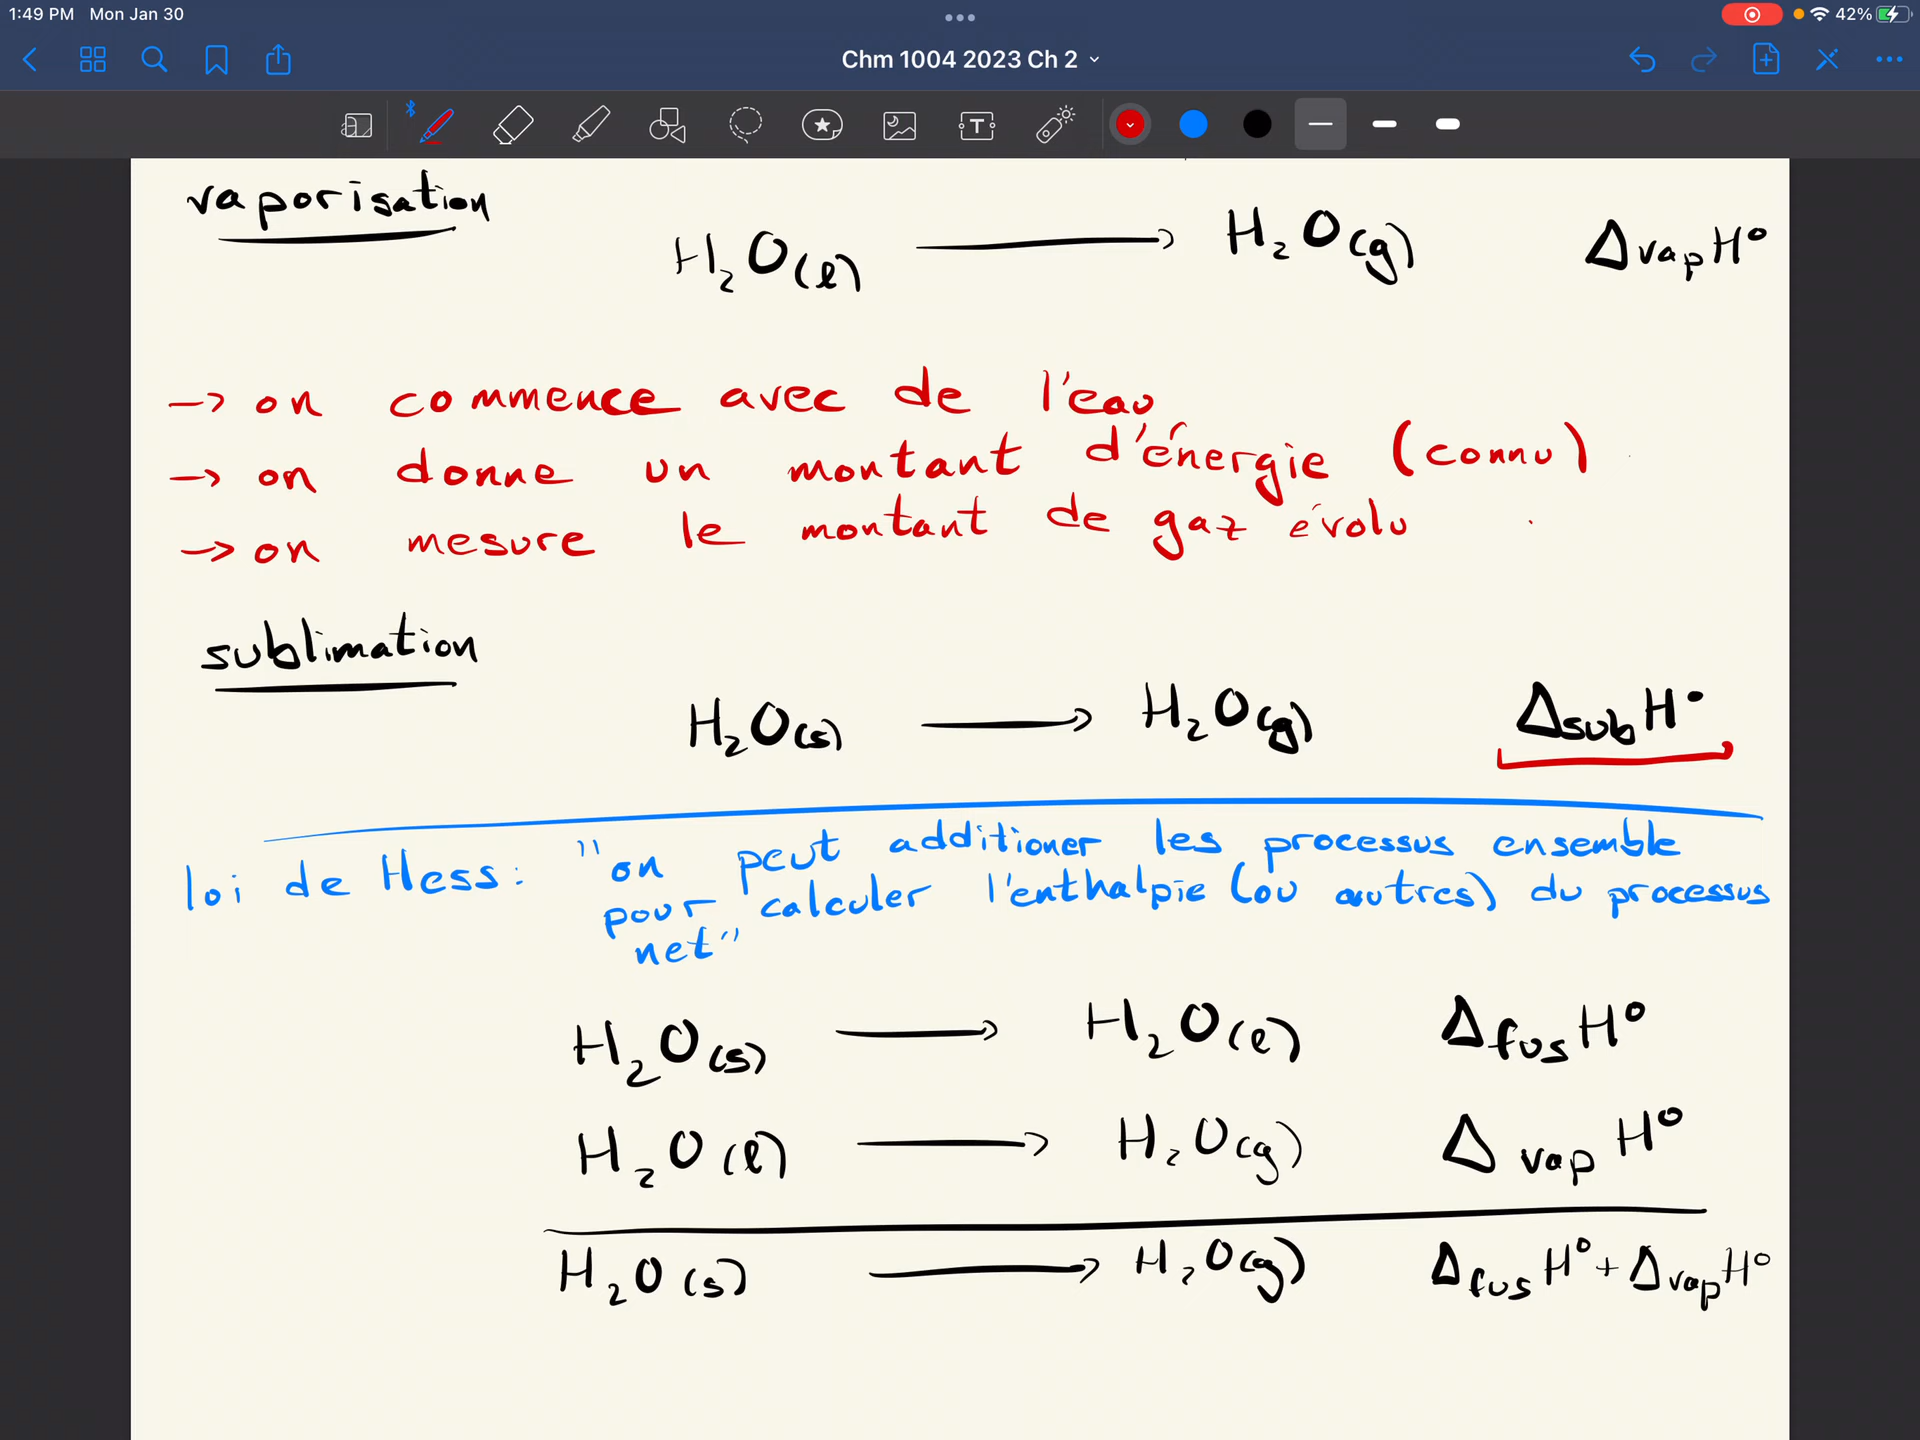 1:49 PM Mon Jan 30
42%
Chm 1004 2023 Ch 2
vaporisation
H₂O(l) → H₂O(g) ΔvapH°
→ on commence avec de l'eau
→ on donne un montant d'énergie (connu)
→ on mesure le montant de gaz évolu
sublimation
H₂O(s) → H₂O(g) ΔsubH°
loi de Hess: "on peut additioner les processus ensemble
pour calculer l'enthalpie (ou autres) du processus
net"
H₂O(s) → H₂O(l) ΔfusH°
H₂O(l) → H₂O(g) ΔvapH°
H₂O(s) → H₂O(g) ΔfusH° + ΔvapH°